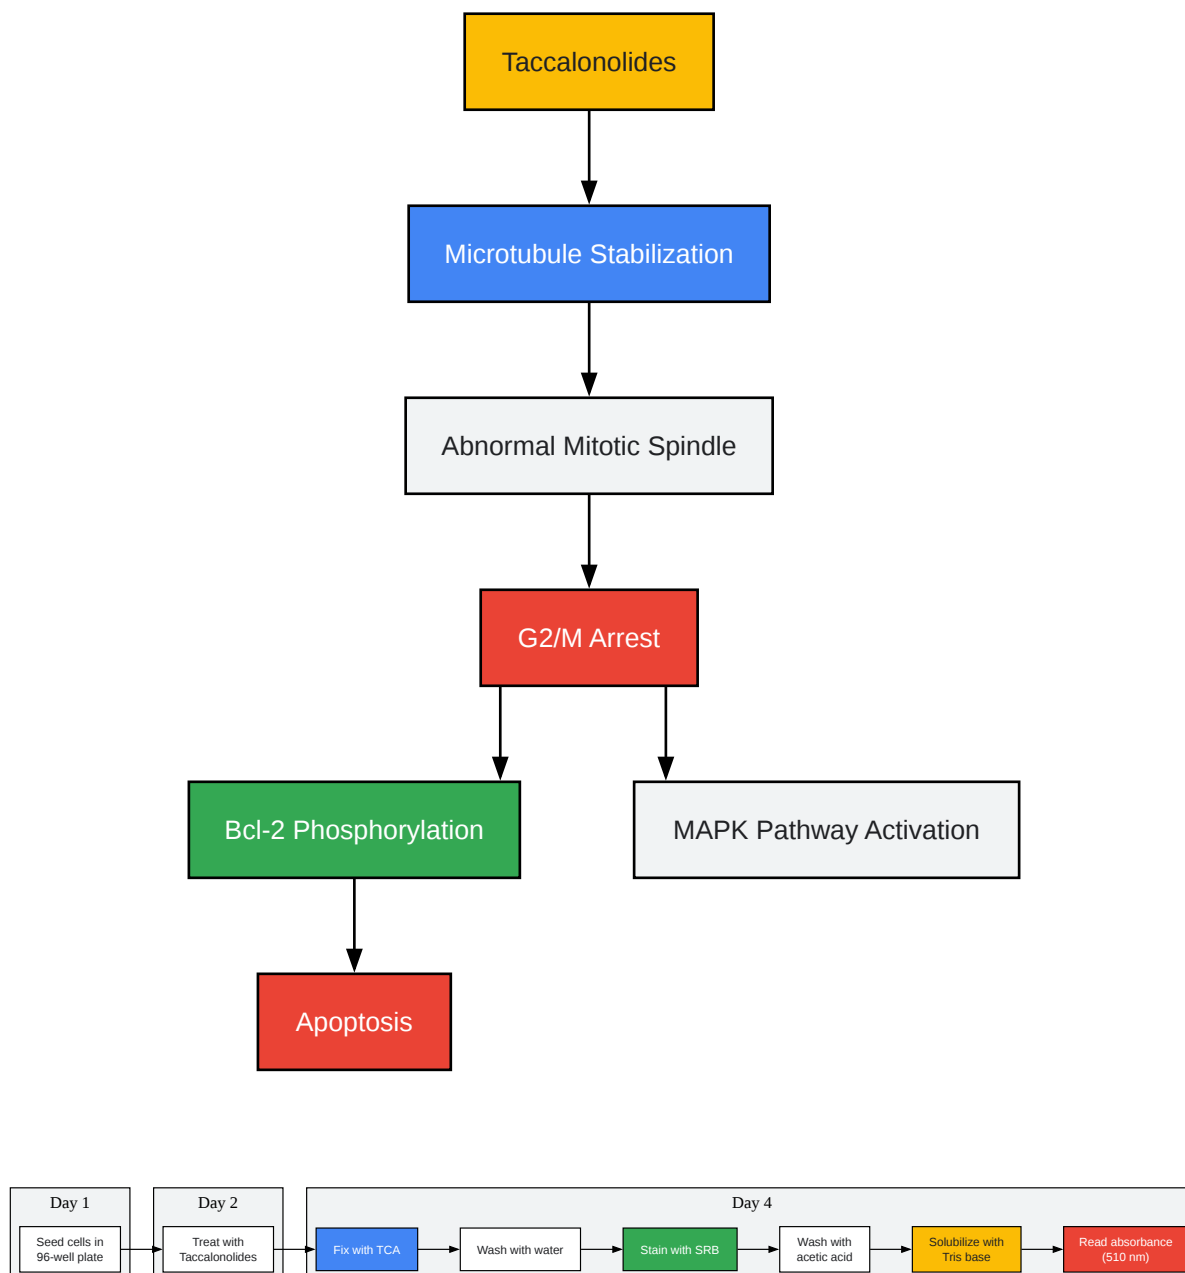 Taccalonolides
Microtubule Stabilization
Abnormal Mitotic Spindle
G2/M Arrest
Bcl-2 Phosphorylation
MAPK Pathway Activation
Apoptosis
Day 1
Seed cells in
96-well plate
Day 2
Treat with
Taccalonolides
Day 4
Fix with TCA
Wash with water
Stain with SRB
Wash with
acetic acid
Solubilize with
Tris base
Read absorbance
(510 nm)